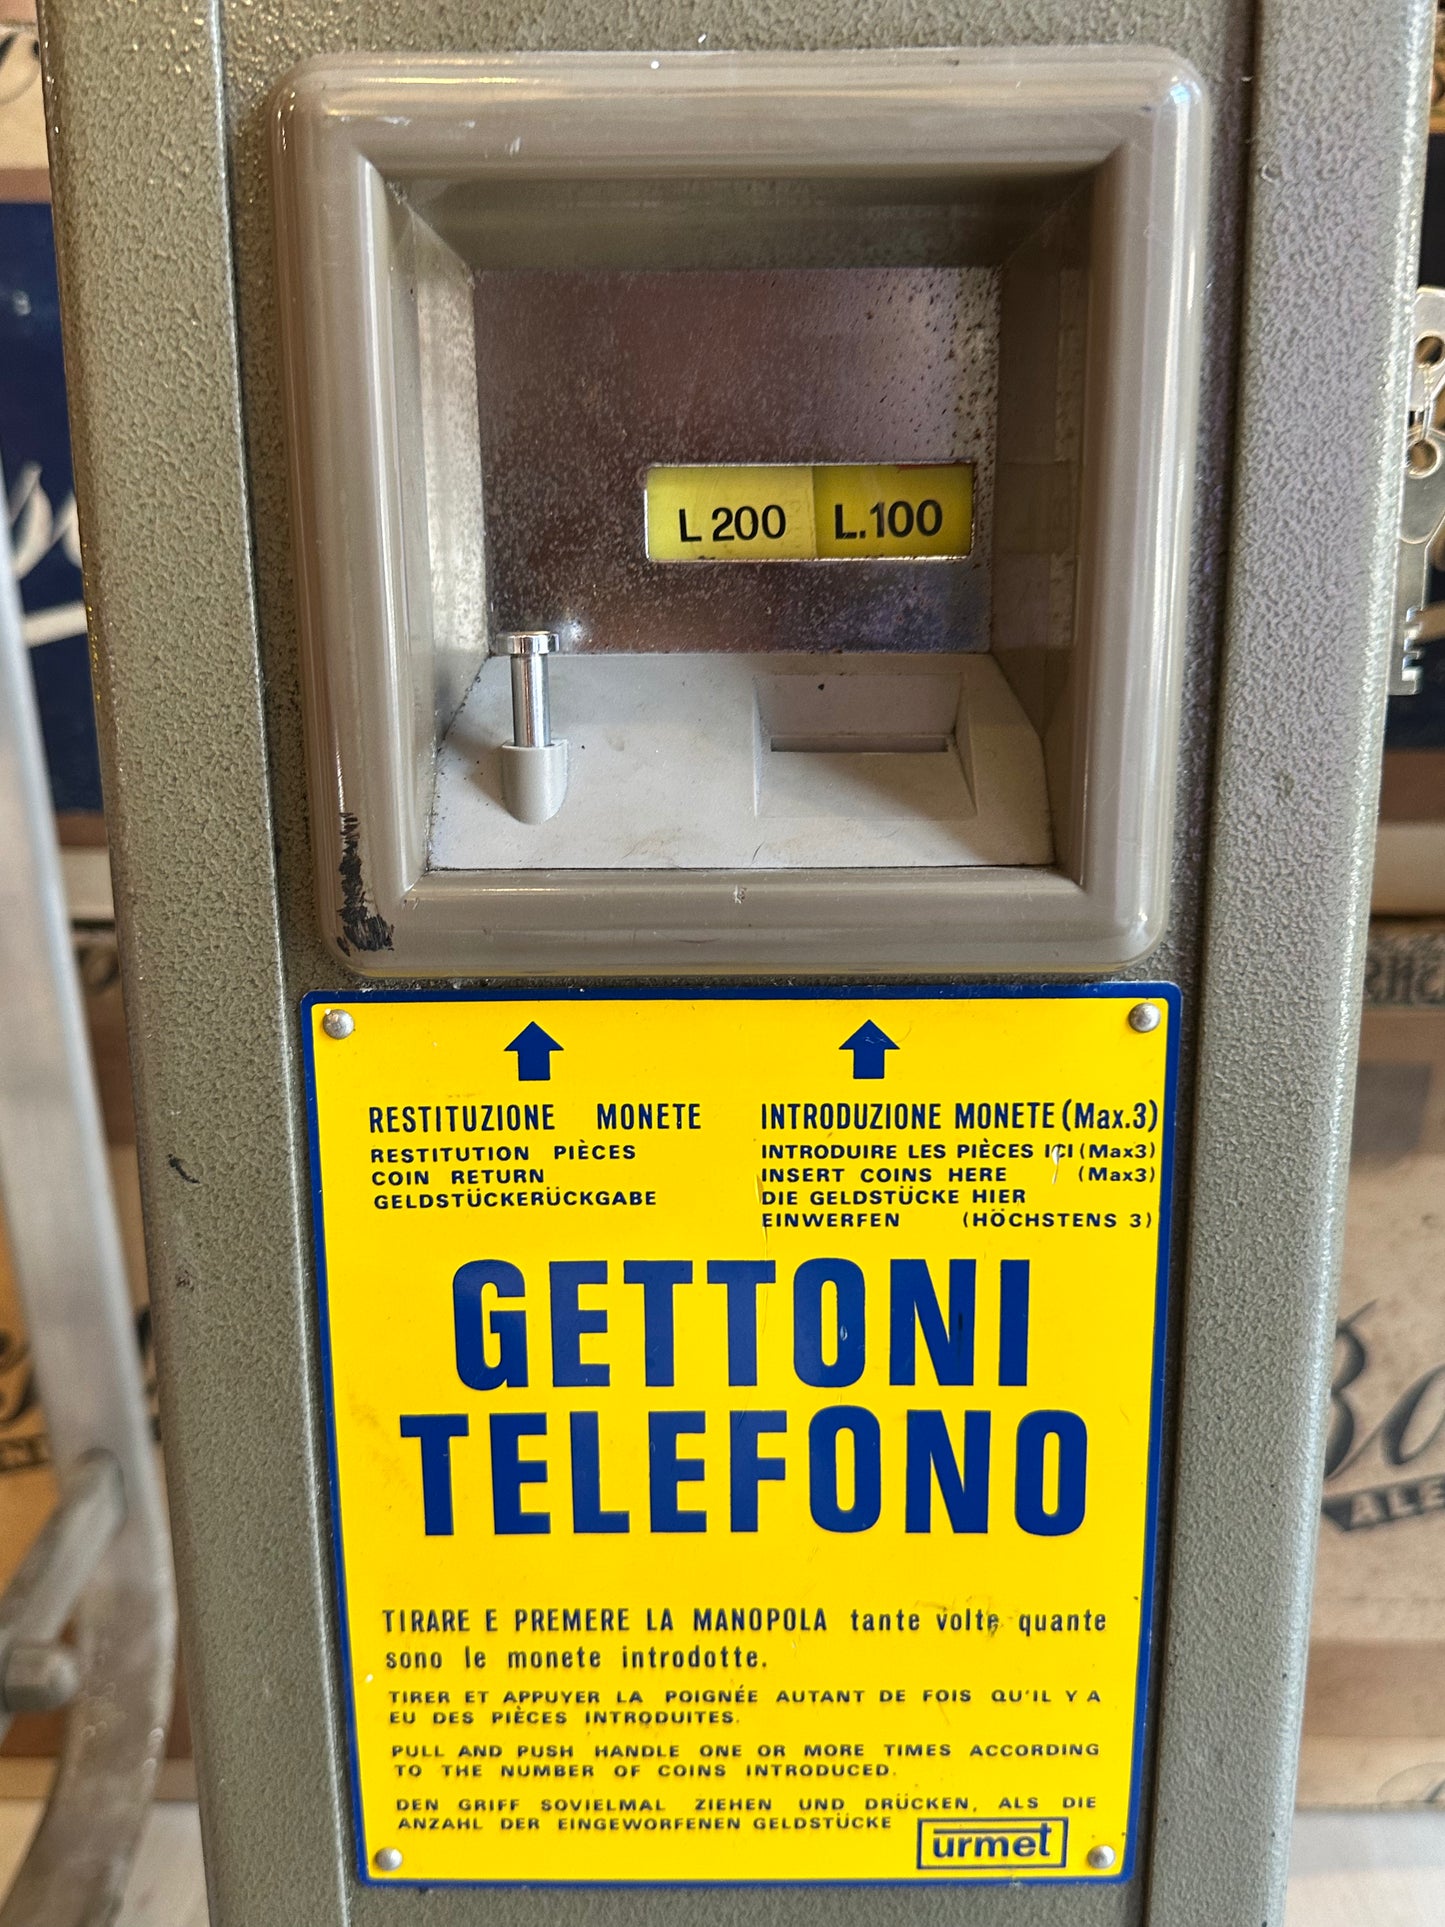 L 200 L.100
RESTITUZIONE MONETE
RESTITUTION PIÈCES
COIN RETURN
GELDSTÜCKERÜCKGABE
INTRODUZIONE MONETE (Max.3)
INTRODUIRE LES PIÈCES ICI (Max3)
INSERT COINS HERE (Max3)
DIE GELDSTÜCKE HIER
EINWERFEN (HÖCHSTENS 3)
GETTONI
TELEFONO
TIRARE E PREMERE LA MANOPOLA tante volte quante
sono le monete introdotte.
TIRER ET APPUYER LA POIGNÉE AUTANT DE FOIS QU'IL Y A
EU DES PIÈCES INTRODUITES.
PULL AND PUSH HANDLE ONE OR MORE TIMES ACCORDING
TO THE NUMBER OF COINS INTRODUCED.
DEN GRIFF SOVIELMAL ZIEHEN UND DRÜCKEN, ALS DIE
ANZAHL DER EINGEWORFENEN GELDSTÜCKE
urmet